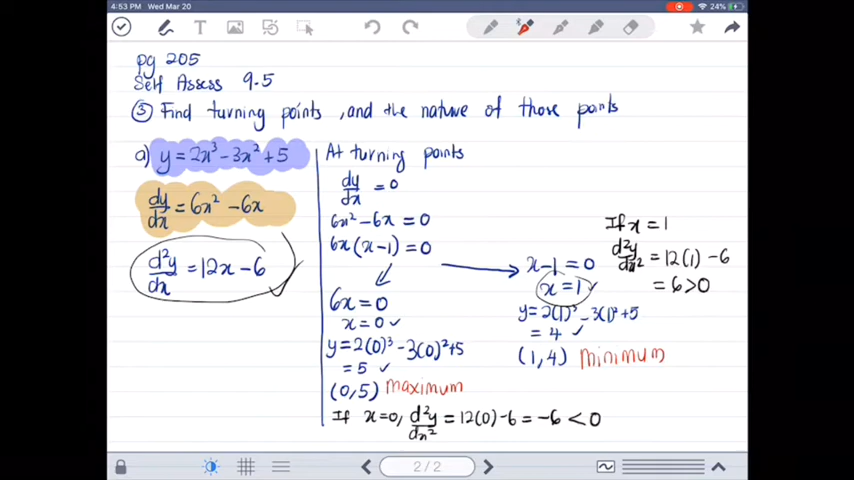 4:53 PM Wed Mar 20
24%
pg 205
Self Assess 9.5
③ Find turning points, and the nature of those points
a) y = 2x³ - 3x² + 5
dy/dx = 6x² - 6x
d²y/dx = 12x - 6
At turning points
dy/dx = 0
6x² - 6x = 0
6x(x - 1) = 0
6x = 0
x = 0 ✓
y = 2(0)³ - 3(0)² + 5
= 5 ✓
(0,5) maximum
If x = 0, d²y/dx² = 12(0) - 6 = -6 < 0
x - 1 = 0
x = 1 ✓
y = 2(1)³ - 3(1)² + 5
= 4 ✓
(1,4) minimum
If x = 1
d²y/dx² = 12(1) - 6
= 6 > 0
2/2